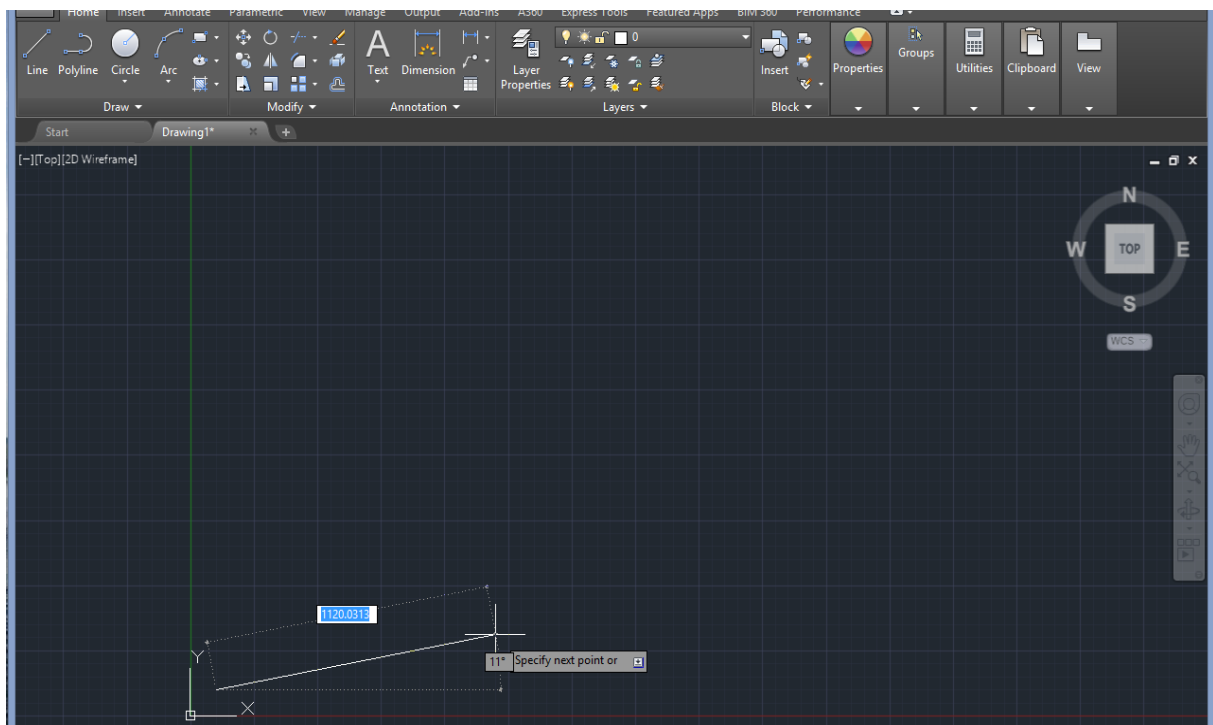 Home Insert Annotate Parametric View Manage Output Add-ins A360 Express Tools Featured Apps BIM 360 Performance
0
Line Polyline Circle Arc
Text Dimension
Layer
Properties
Insert
Properties
Groups
Utilities
Clipboard
View
Draw Modify Annotation Layers Block
Start Drawing1* × +
[−][Top][2D Wireframe]
N
W TOP E
S
WCS
1120.0313
11° Specify next point or
Y
X